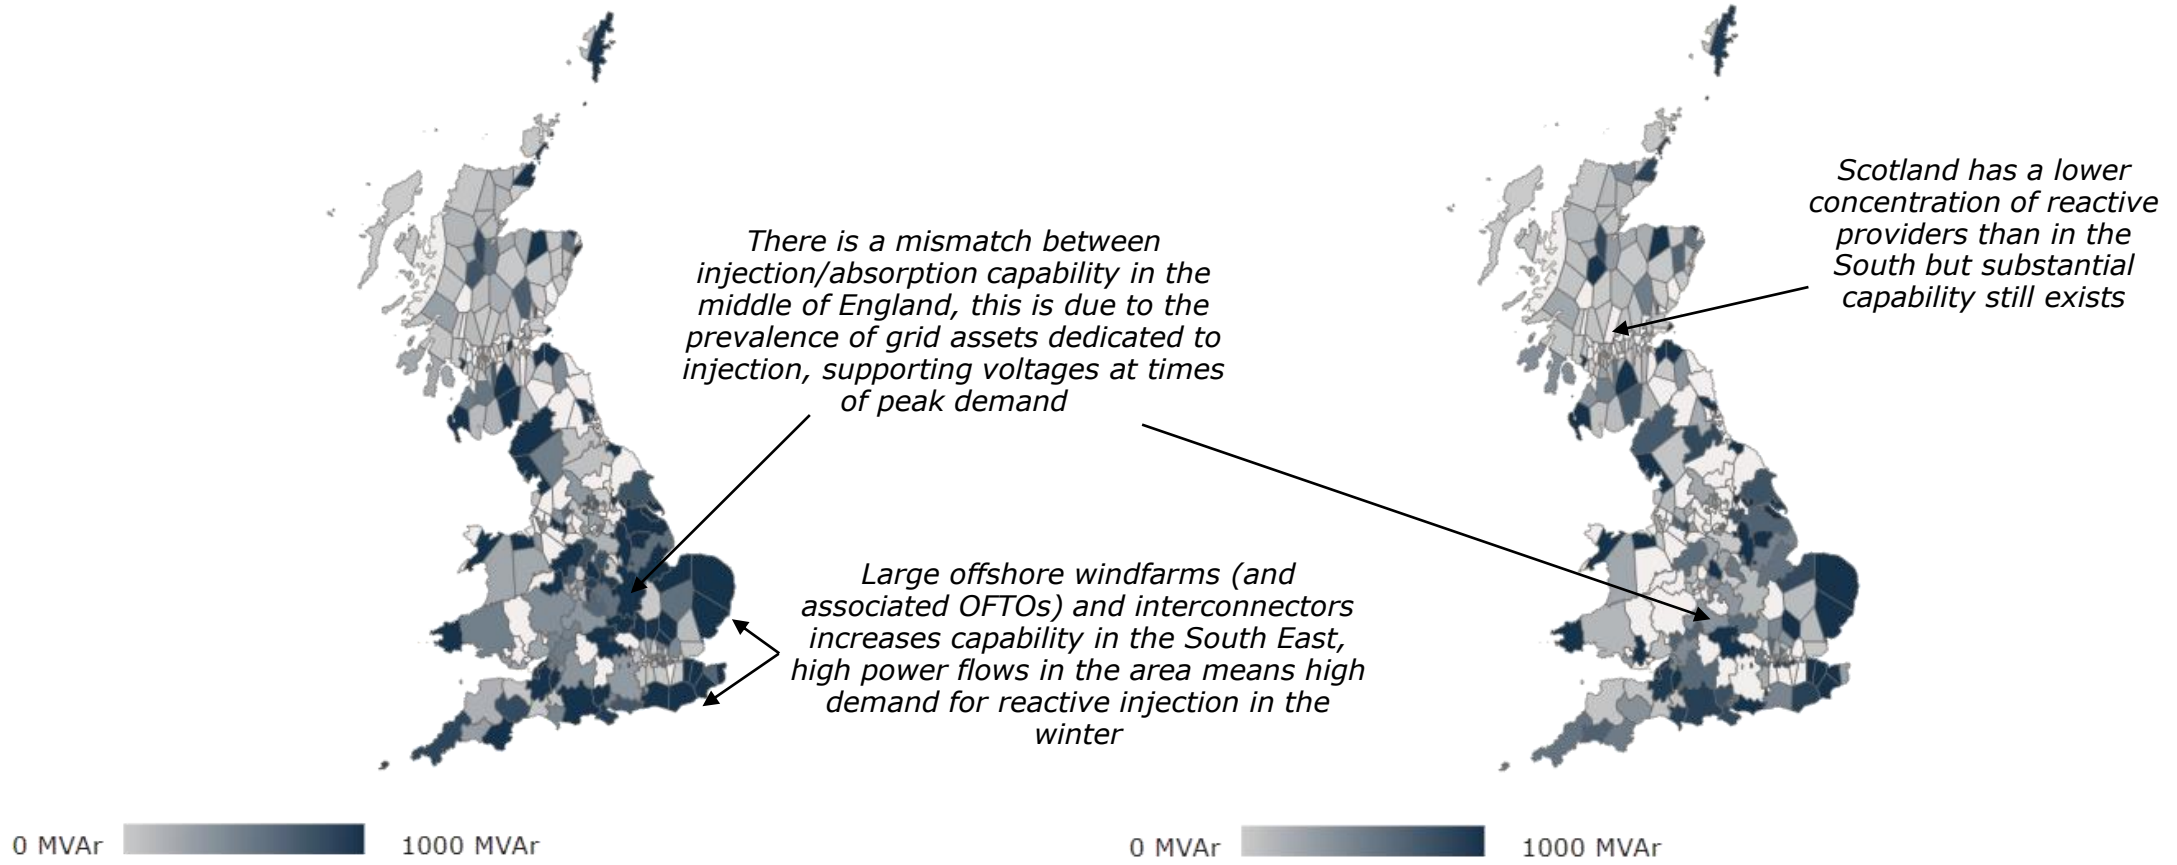 There is a mismatch between
injection/absorption capability in the
middle of England, this is due to the
prevalence of grid assets dedicated to
injection, supporting voltages at times
of peak demand
Scotland has a lower
concentration of reactive
providers than in the
South but substantial
capability still exists
Large offshore windfarms (and
associated OFTOs) and interconnectors
increases capability in the South East,
high power flows in the area means high
demand for reactive injection in the
winter
0 MVAr
1000 MVAr
0 MVAr
1000 MVAr